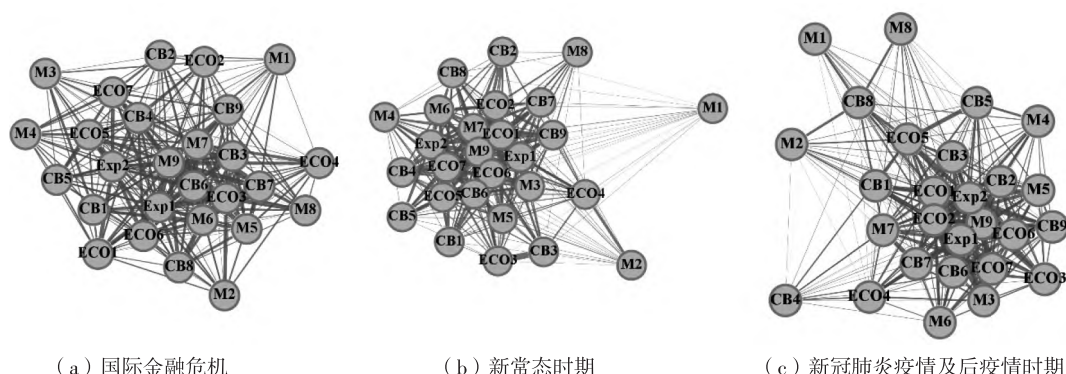 CB2
ECO2
M1
M3
ECO7
CB4
CB9
M4
ECO5
M7
CB3
Exp2
M9
ECO4
CB5
CB6
CB7
ECO3
CB1
Exp1
M8
M6
M5
ECO6
ECO1
CB8
M2
(a)国际金融危机
CB2
M8
CB8
M6
ECO2
CB7
M1
M4
M7
ECO1
CB9
Exp2
M9
Exp1
CB4
ECO7
ECO6
M3
ECO5
CB6
ECO4
CB5
M5
CB1
CB3
ECO3
M2
(b)新常态时期
M8
M1
CB8
CB5
M4
M2
ECO5
CB3
CB1
ECO1
CB2
M5
Exp2
ECO2
M9
CB9
M7
Exp1
ECO6
CB7
CB6
ECO7
ECO3
CB4
ECO4
M3
M6
(c)新冠肺炎疫情及后疫情时期